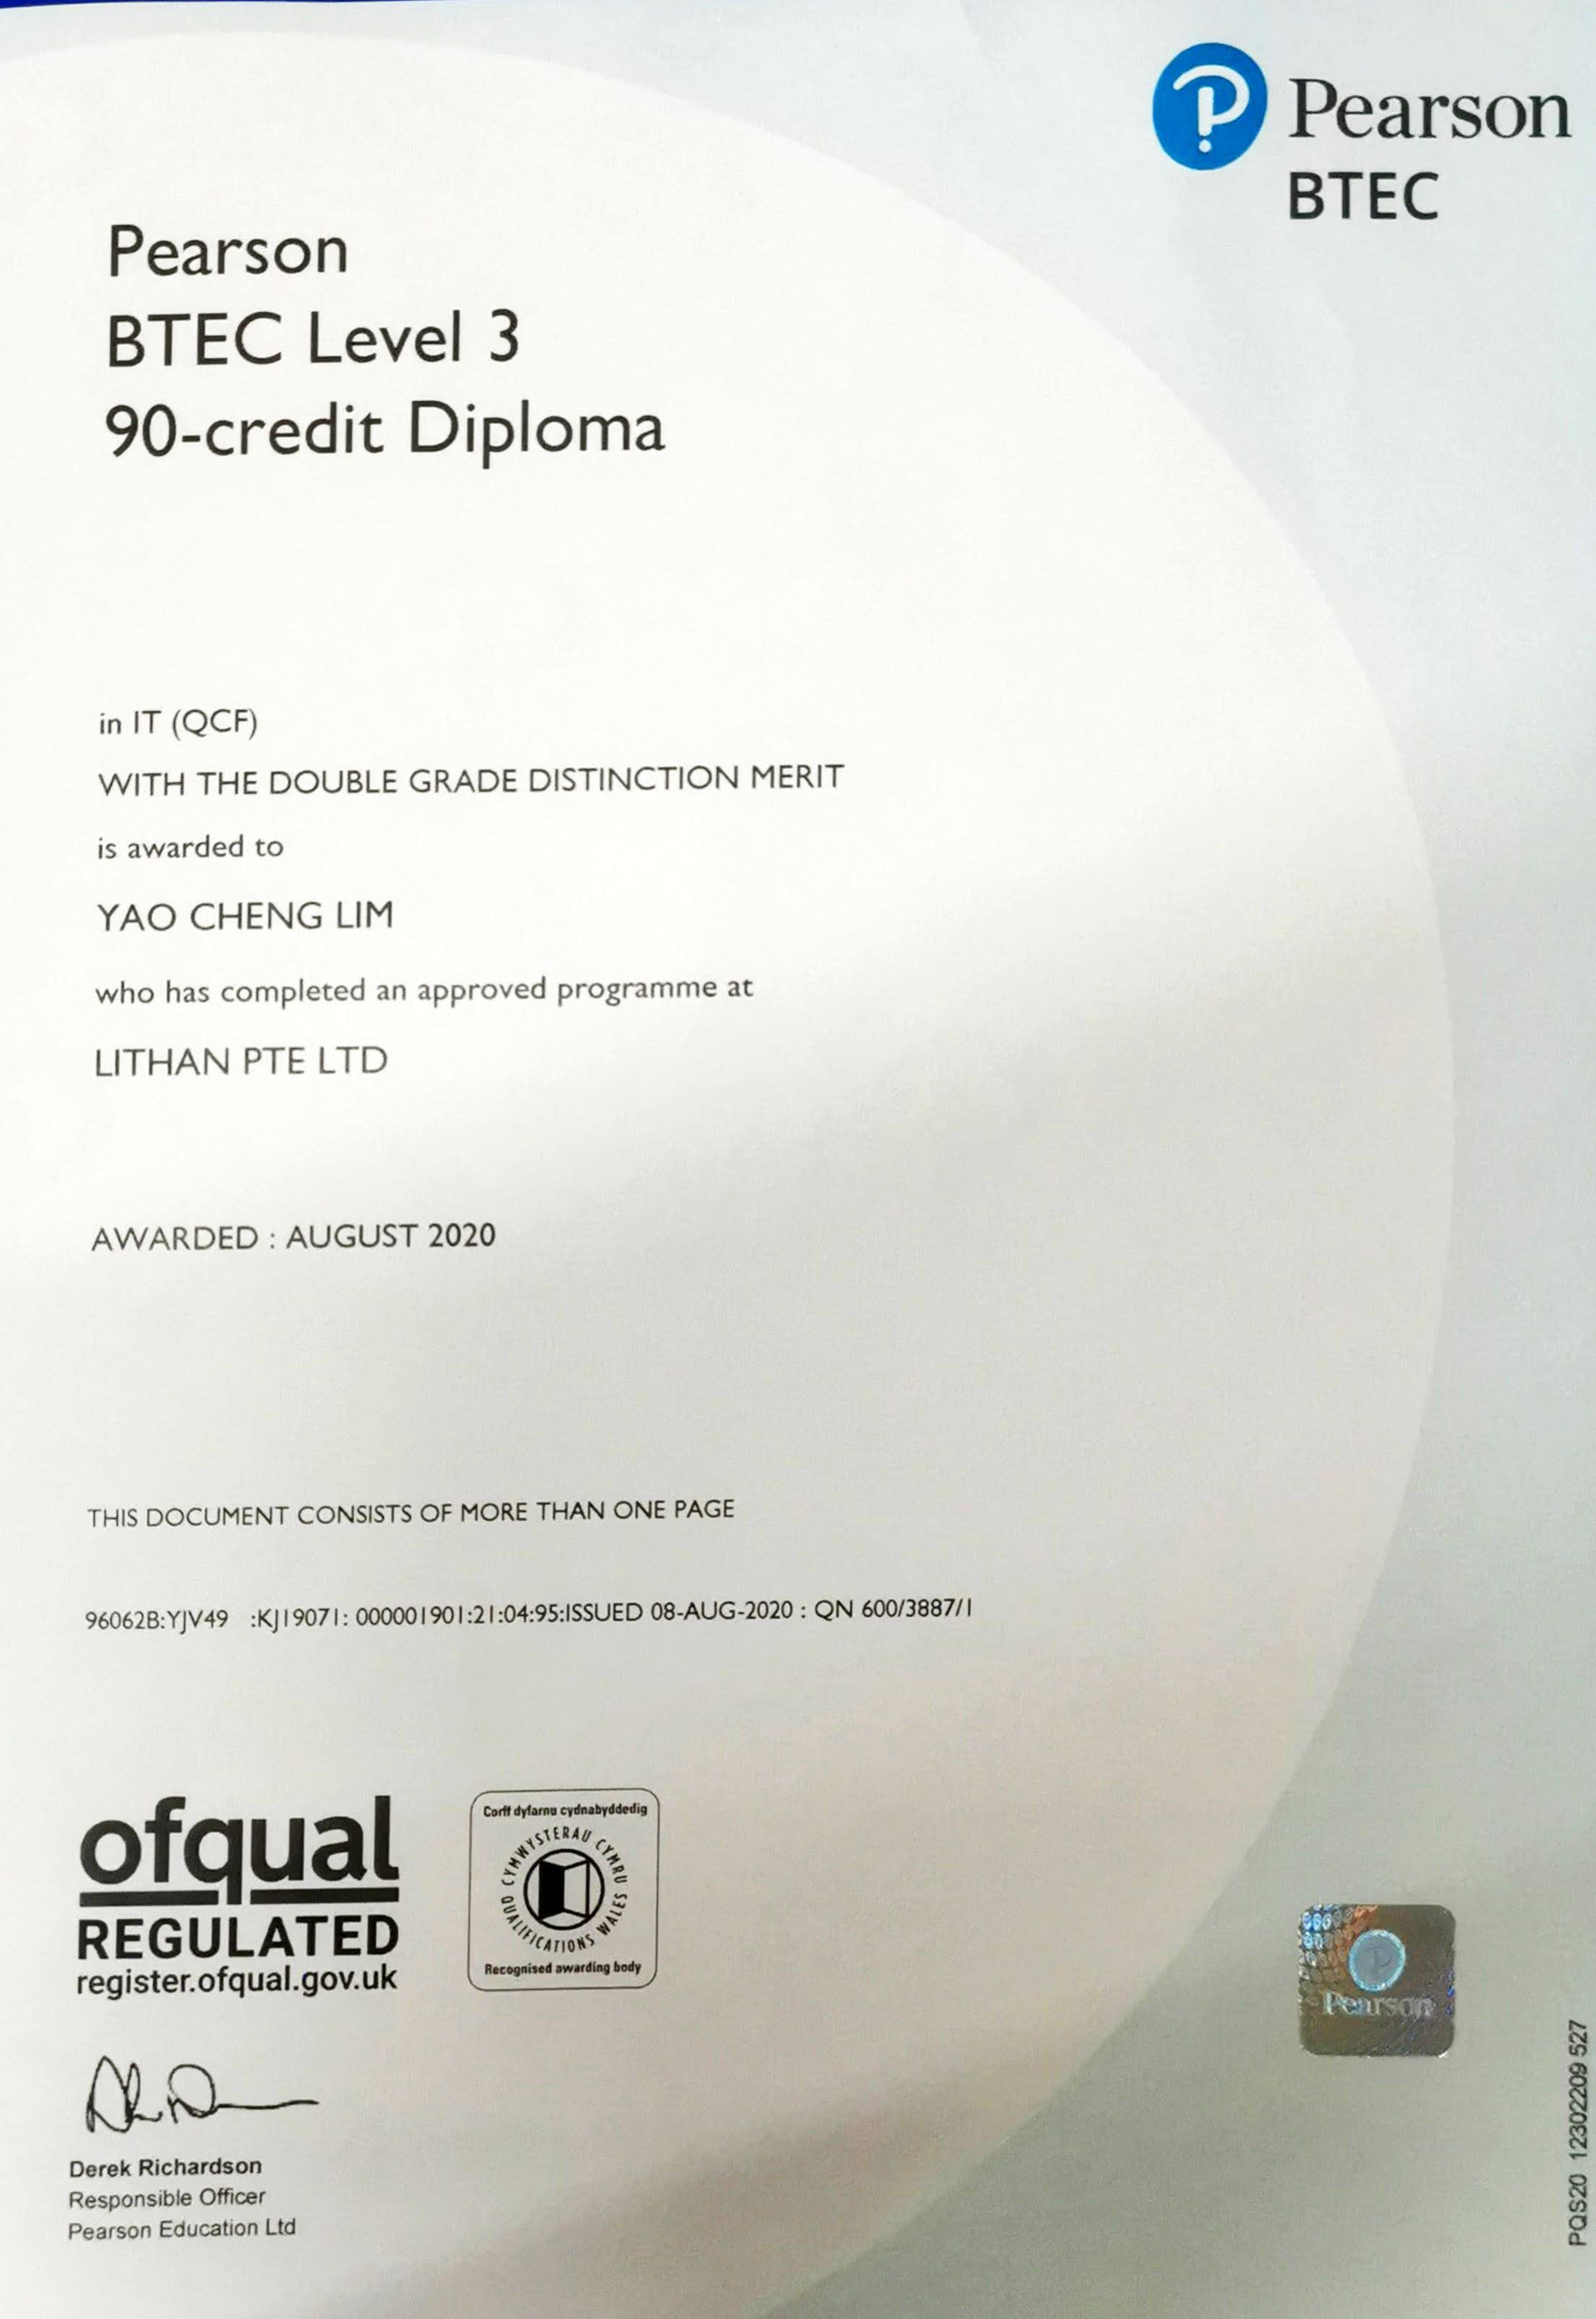 Pearson
BTEC
Pearson
BTEC Level 3
90-credit Diploma
in IT (QCF)
WITH THE DOUBLE GRADE DISTINCTION MERIT
is awarded to
YAO CHENG LIM
who has completed an approved programme at
LITHAN PTE LTD
AWARDED : AUGUST 2020
THIS DOCUMENT CONSISTS OF MORE THAN ONE PAGE
96062B:YJV49 :KJ19071: 000001901:21:04:95:ISSUED 08-AUG-2020 : QN 600/3887/1
ofqual
REGULATED
register.ofqual.gov.uk
Corff dyfarnu cydnabyddedig
CYMWYSTERAU CYMRU
QUALIFICATIONS WALES
Recognised awarding body
Pearson
Derek Richardson
Responsible Officer
Pearson Education Ltd
PQS20 12302209 527